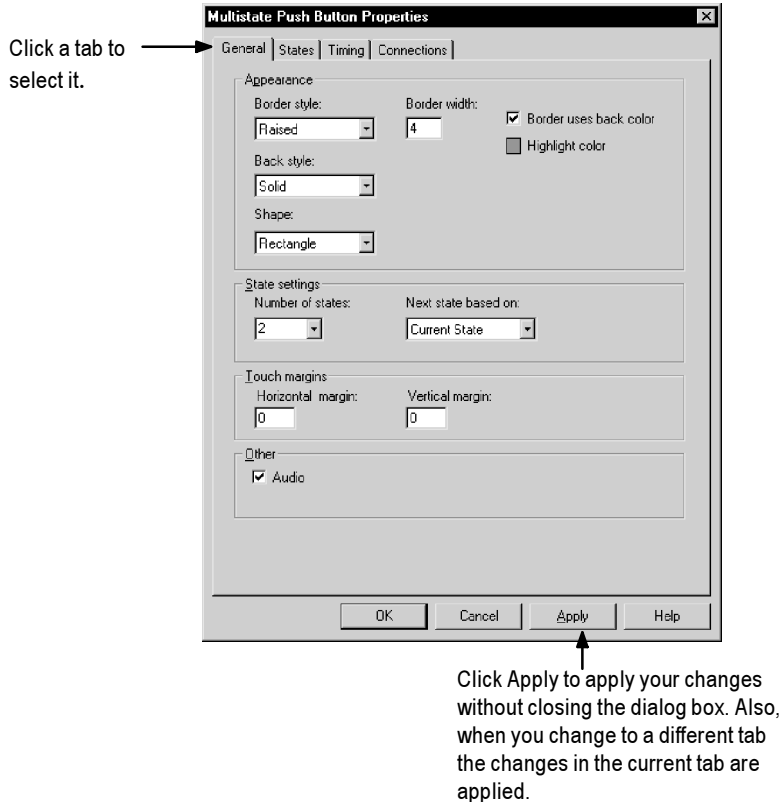 Multistate Push Button Properties
Click a tab to
select it.
General States Timing Connections
Appearance
Border style:
Border width:
Raised
4
Border uses back color
Highlight color
Back style:
Solid
Shape:
Rectangle
State settings
Number of states:
Next state based on:
2
Current State
Touch margins
Horizontal margin:
Vertical margin:
0
0
Other
Audio
OK
Cancel
Apply
Help
Click Apply to apply your changes
without closing the dialog box. Also,
when you change to a different tab
the changes in the current tab are
applied.